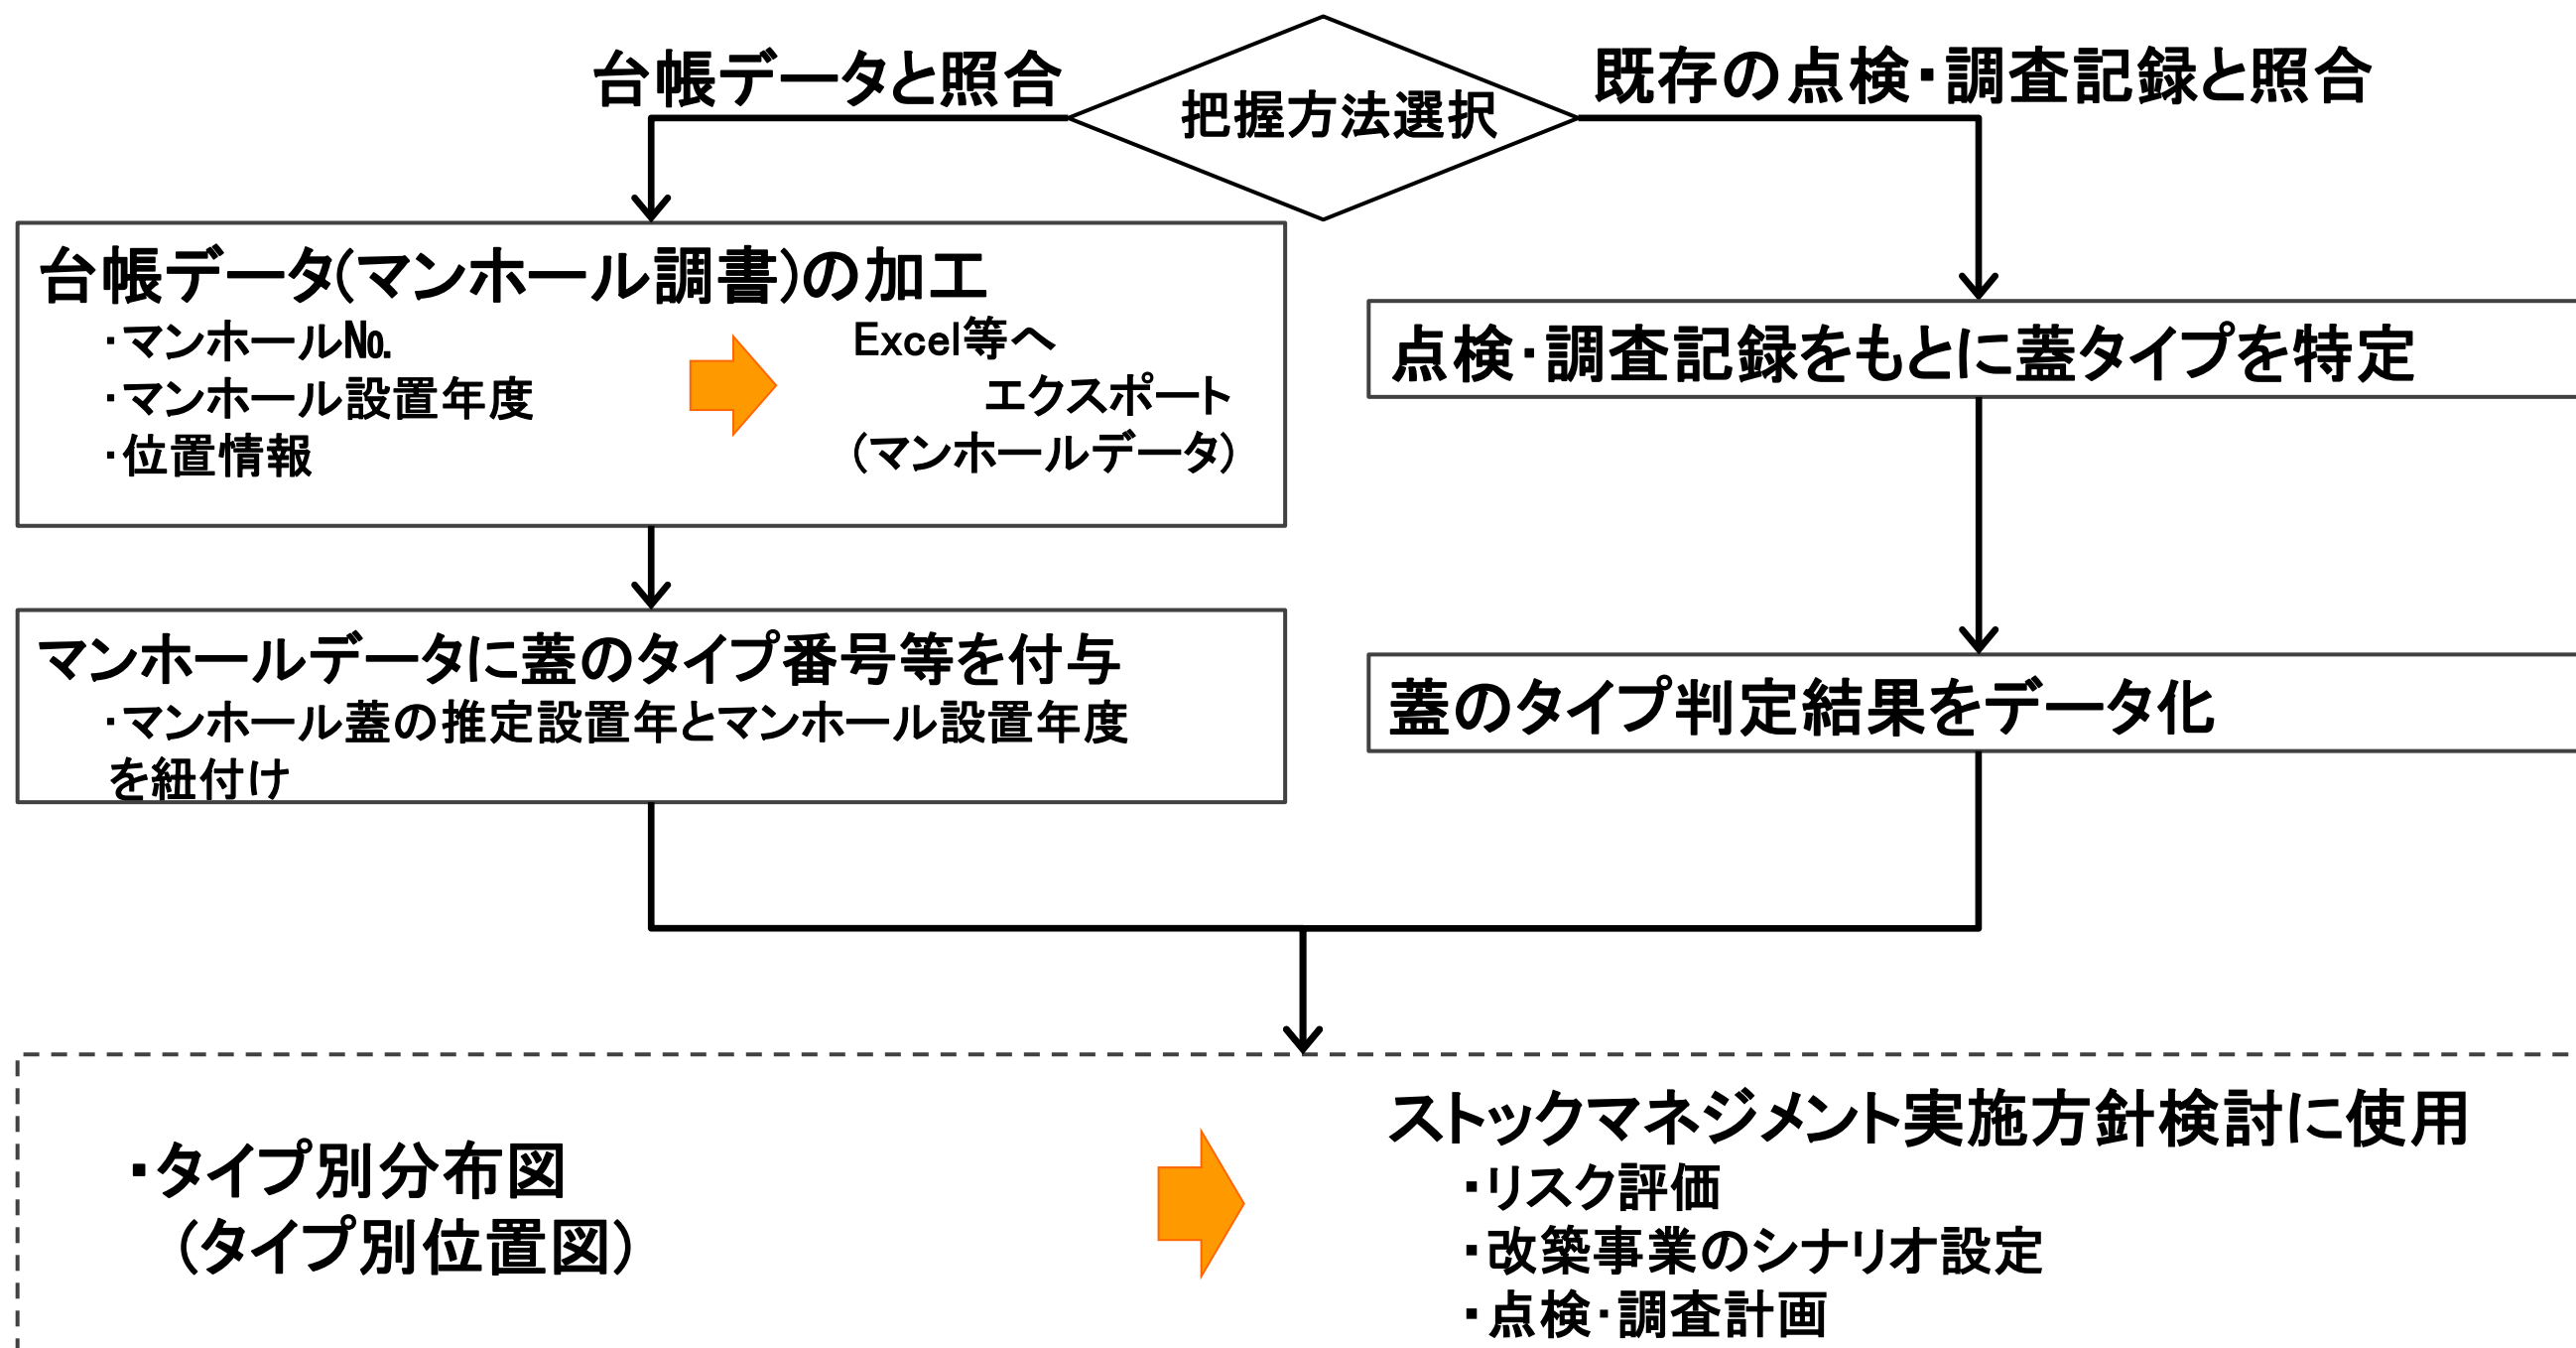 台帳データと照合
把握方法選択
既存の点検・調査記録と照合
台帳データ(マンホール調書)の加工
・マンホール№
・マンホール設置年度
・位置情報
Excel等へ
エクスポート
(マンホールデータ)
点検・調査記録をもとに蓋タイプを特定
マンホールデータに蓋のタイプ番号等を付与
・マンホール蓋の推定設置年とマンホール設置年度
を紐付け
蓋のタイプ判定結果をデータ化
・タイプ別分布図
（タイプ別位置図）
ストックマネジメント実施方針検討に使用
・リスク評価
・改築事業のシナリオ設定
・点検・調査計画